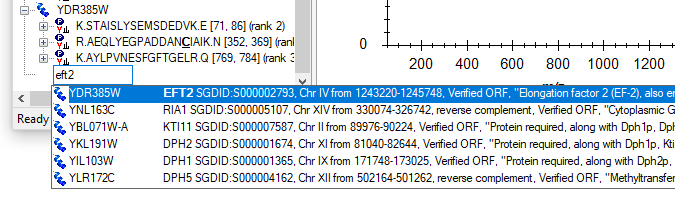 YDR385W
K.STAISLYSEMSDEDVK.E [71, 86] (rank 2)
R.AEQLYEGPADDANCIAIK.N [352, 369] (rank
K.AYLPVNESFGFTGELR.Q [769, 784] (rank 3)
eft2
0
200 400 600 800 1000 1200
Ready
YDR385W EFT2 SGDID:S000002793, Chr IV from 1243220-1245748, Verified ORF, "Elongation factor 2 (EF-2), also en
YNL163C RIA1 SGDID:S000005107, Chr XIV from 330074-326742, reverse complement, Verified ORF, "Cytoplasmic G
YBL071W-A KTI11 SGDID:S000007587, Chr II from 89976-90224, Verified ORF, "Protein required, along with Dph1p, Dph
YKL191W DPH2 SGDID:S000001674, Chr XI from 81040-82644, Verified ORF, "Protein required, along with Dph1p, Kti
YIL103W DPH1 SGDID:S000001365, Chr IX from 171748-173025, Verified ORF, "Protein required, along with Dph2p,
YLR172C DPH5 SGDID:S000004162, Chr XII from 502164-501262, reverse complement, Verified ORF, "Methyltransfer